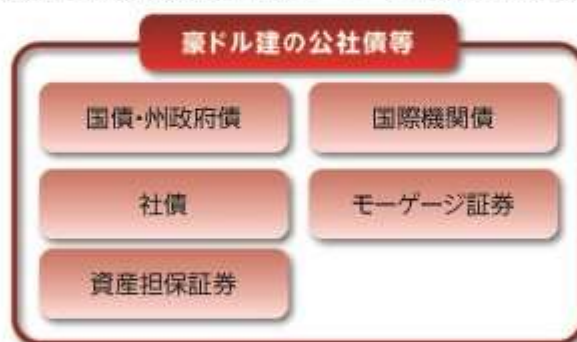 豪ドル建の公社債等
国債・州政府債
国際機関債
社債
モーゲージ証券
資産担保証券